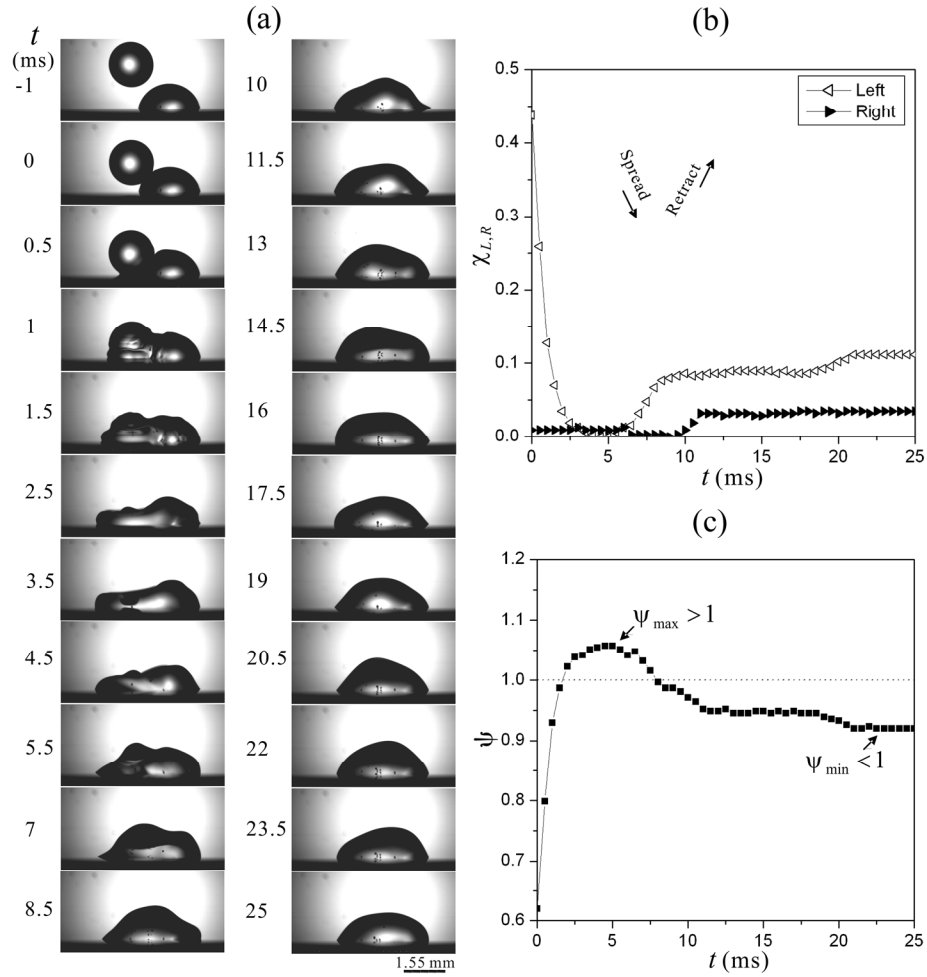 (a)
t
(ms)
-1
0
0.5
1
1.5
2.5
3.5
4.5
5.5
7
8.5
10
11.5
13
14.5
16
17.5
19
20.5
22
23.5
25
1.55 mm
(b)
0.5
0.4
0.3
0.2
0.1
0.0
χL,R
Left
Right
Spread
Retract
0 5 10 15 20 25
t (ms)
(c)
1.2
1.1
1.0
0.9
0.8
0.7
0.6
ψ
ψmax > 1
ψmin < 1
0 5 10 15 20 25
t (ms)